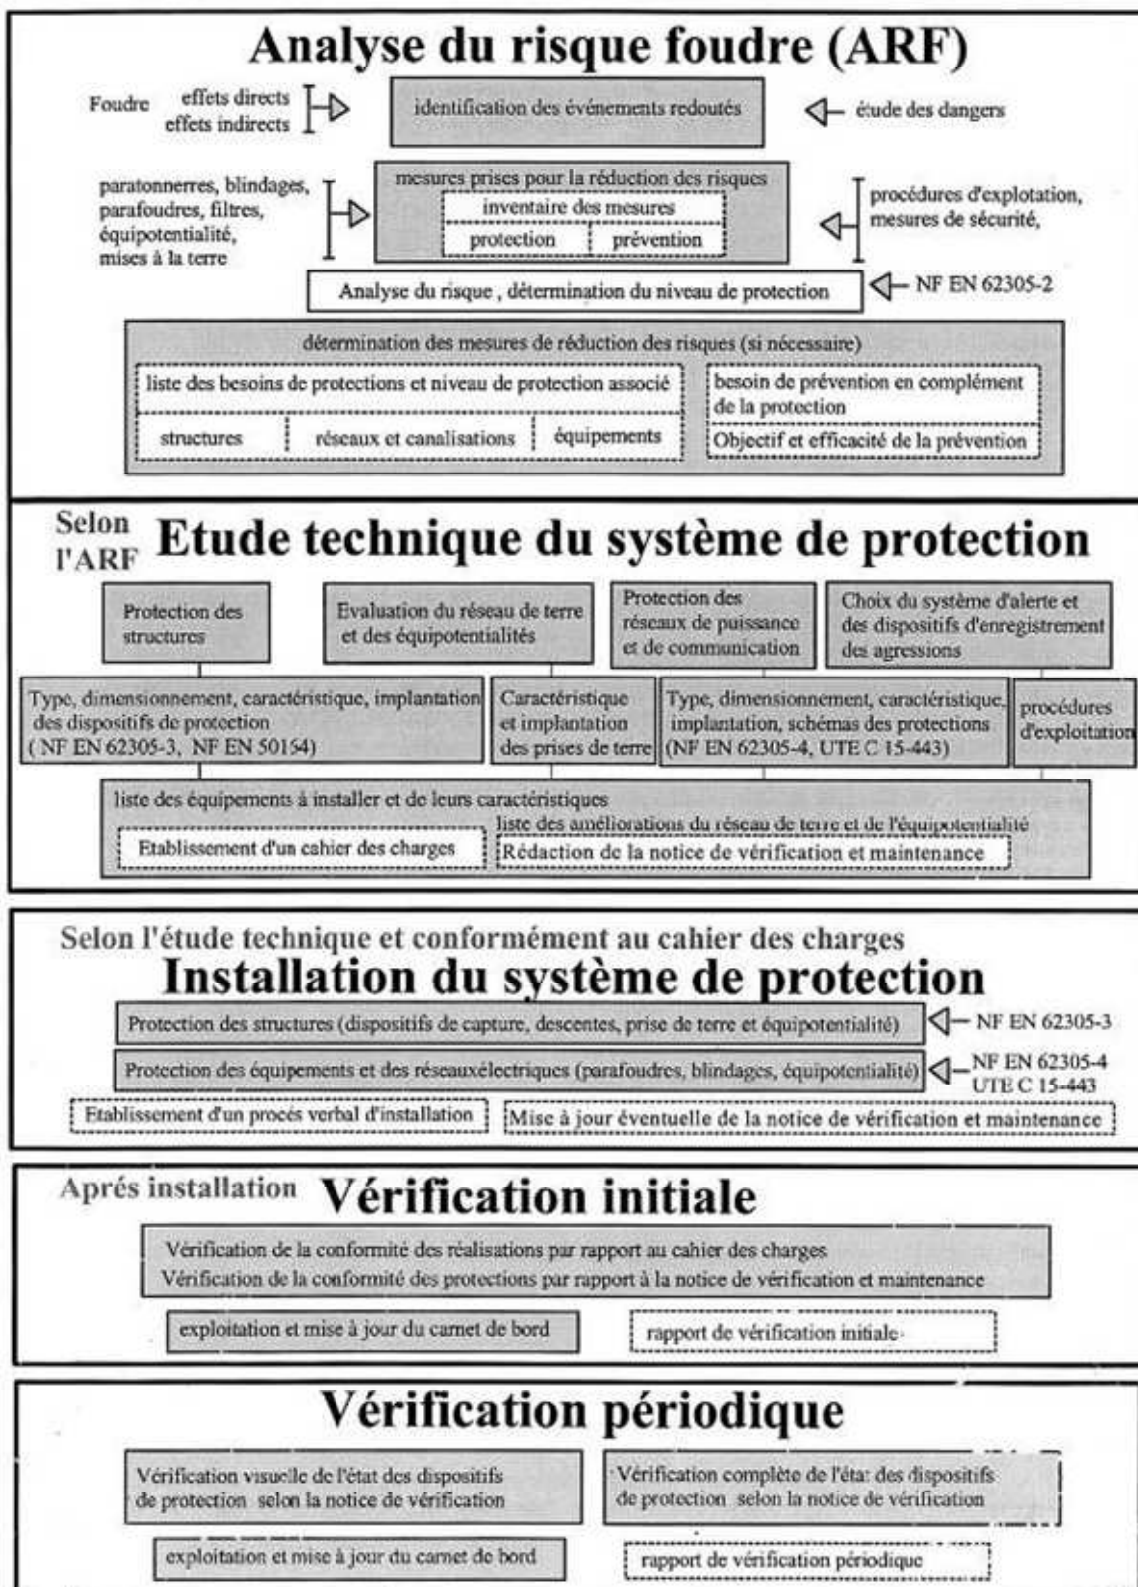 Analyse du risque foudre (ARF)
Foudre
effets directs
effets indirects
identification des événements redoutés
étude des dangers
paratonnerres, blindages,
parafoudres, filtres,
équipotentialité,
mises à la terre
mesures prises pour la réduction des risques
inventaire des mesures
protection
prévention
procédures d'explotation,
mesures de sécurité,
Analyse du risque , détermination du niveau de protection
NF EN 62305-2
détermination des mesures de réduction des risques (si nécessaire)
liste des besoins de protections et niveau de protection associé
structures
réseaux et canalisations
équipements
besoin de prévention en complément
de la protection
Objectif et efficacité de la prévention
Selon
l'ARF
Etude technique du système de protection
Protection des
structures
Evaluation du réseau de terre
et des équipotentialités
Protection des
réseaux de puissance
et de communication
Choix du système d'alerte et
des dispositifs d'enregistrement
des agressions
Type, dimensionnement, caractéristique, implantation
des dispositifs de protection
( NF EN 62305-3, NF EN 50164)
Caractéristique
et implantation
des prises de terre
Type, dimensionnement, caractéristique,
implantation, schémas des protections
(NF EN 62305-4, UTE C 15-443)
procédures
d'exploitation
liste des équipements à installer et de leurs caractéristiques
liste des améliorations du réseau de terre et de l'équipotentialité
Etablissement d'un cahier des charges
Rédaction de la notice de vérification et maintenance
Selon l'étude technique et conformément au cahier des charges
Installation du système de protection
Protection des structures (dispositifs de capture, descentes, prise de terre et équipotentialité)
NF EN 62305-3
Protection des équipements et des réseauxélectriques (parafoudres, blindages, équipotentialité)
NF EN 62305-4
UTE C 15-443
Etablissement d'un procés verbal d'installation
Mise à jour éventuelle de la notice de vérification et maintenance
Aprés installation
Vérification initiale
Vérification de la conformité des réalisations par rapport au cahier des charges
Vérification de la conformité des protections par rapport à la notice de vérification et maintenance
exploitation et mise à jour du carnet de bord
rapport de vérification initiale
Vérification périodique
Vérification visuelle de l'état des dispositifs
de protection selon la notice de vérification
Vérification complète de l'état des dispositifs
de protection selon la notice de vérification
exploitation et mise à jour du carnet de bord
rapport de vérification périodique